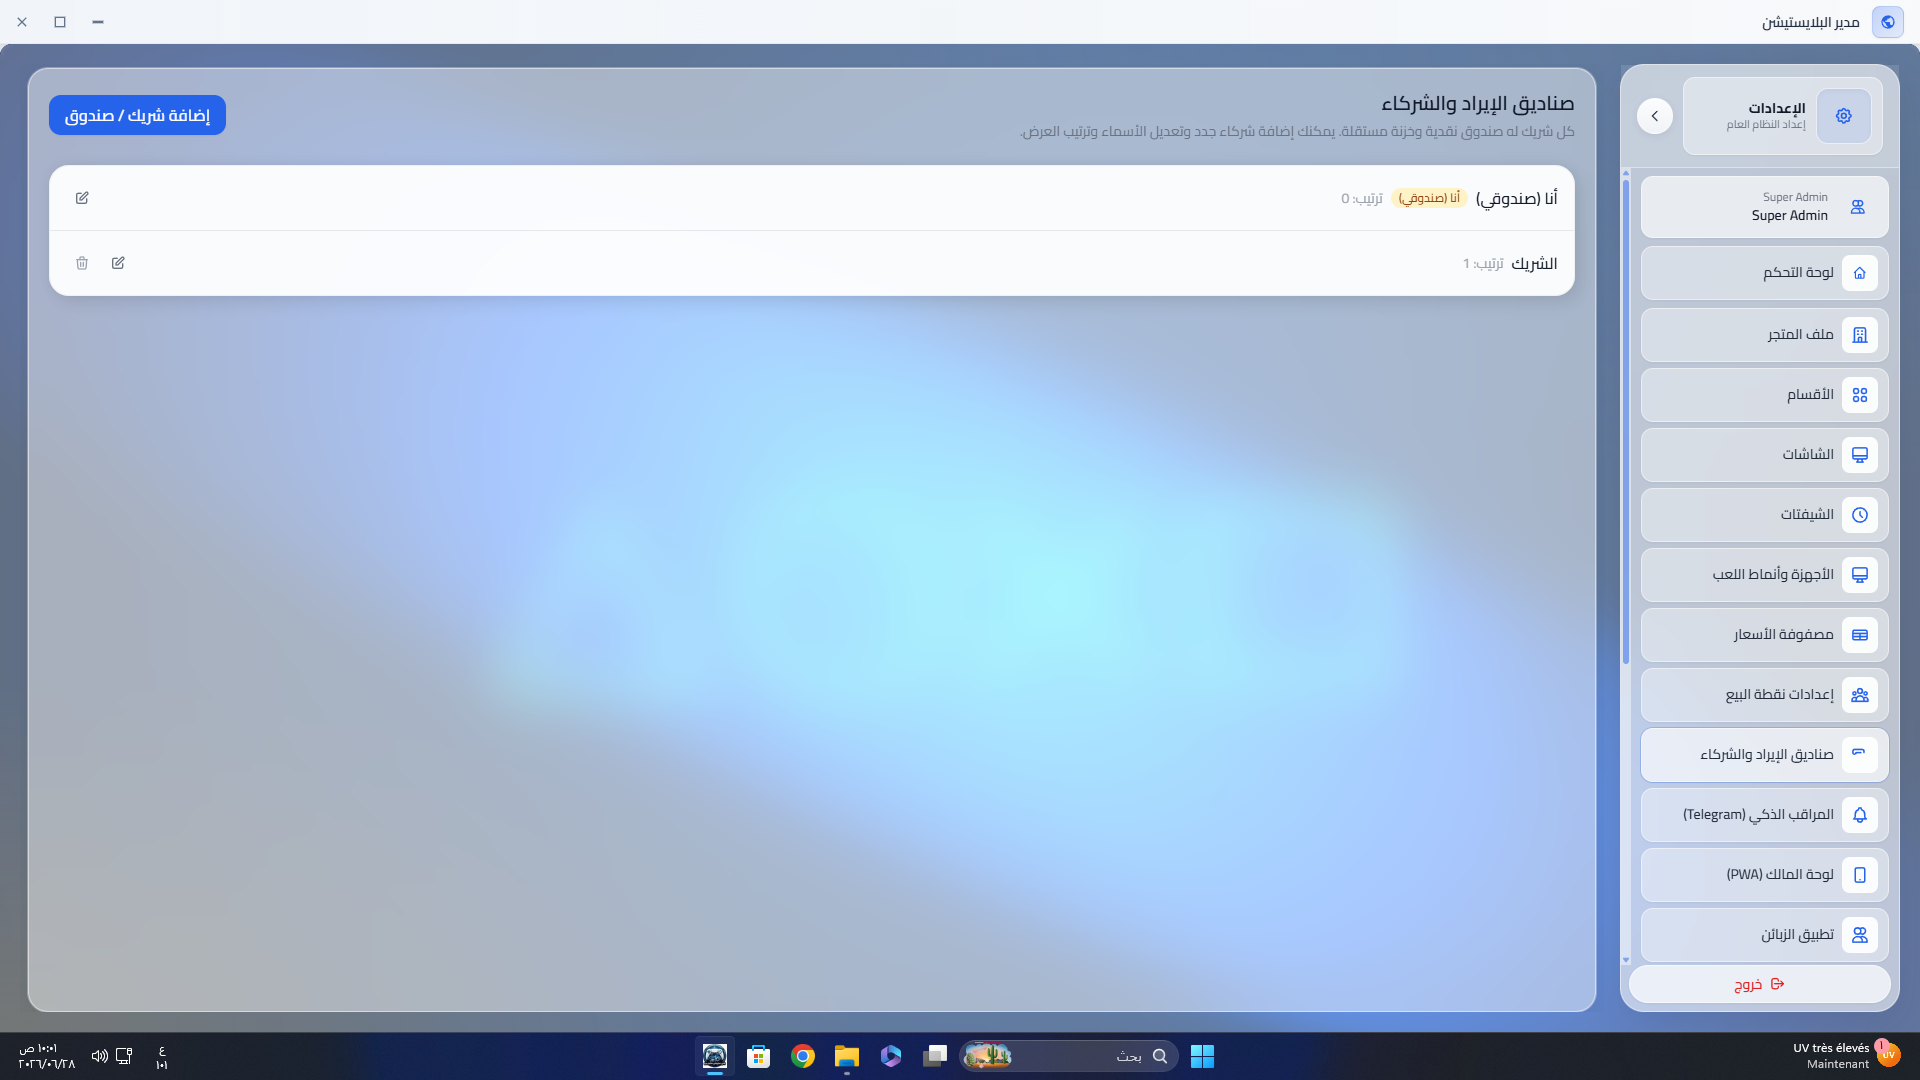 مدير البلايستيشن
الإعدادات
إعداد النظام العام
Super Admin
Super Admin
لوحة التحكم
ملف المتجر
الأقسام
الشاشات
الشيفتات
الأجهزة وأنماط اللعب
مصفوفة الأسعار
إعدادات نقطة البيع
صناديق الإيراد والشركاء
المراقب الذكي (Telegram)
لوحة المالك (PWA)
تطبيق الزبائن
خروج
صناديق الإيراد والشركاء
كل شريك له صندوق نقدية وخزنة مستقلة. يمكنك إضافة شركاء جدد وتعديل الأسماء وترتيب العرض.
إضافة شريك / صندوق
أنا (صندوقي) أنا (صندوقي) ترتيب: 0
الشريك ترتيب: 1
UV très élevés
Maintenant
1
UV
بحث
ع
١٠١
١٠:٠١ ص
٢٠٢٦/٠٦/٢٨